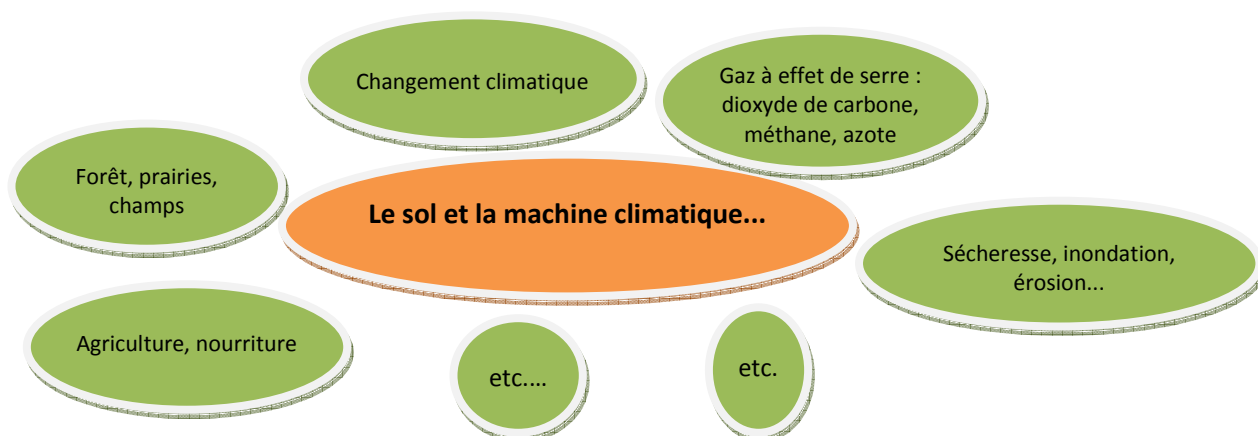 Changement climatique
Gaz à effet de serre :
dioxyde de carbone,
méthane, azote
Forêt, prairies,
champs
Le sol et la machine climatique...
Sécheresse, inondation,
érosion...
Agriculture, nourriture
etc....
etc.